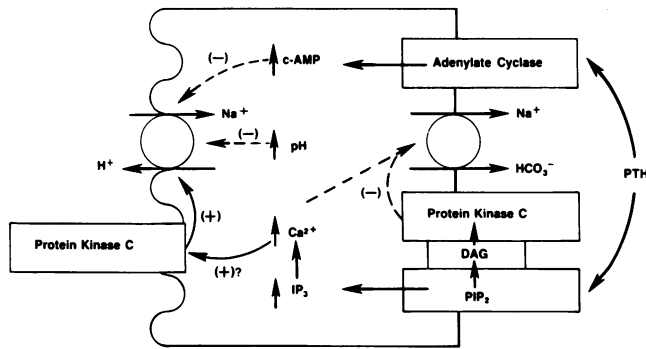 (−)
c-AMP
Adenylate Cyclase
Na+
(−)
pH
H+
Na+
HCO3−
PTH
(−)
(+)
Ca2+
Protein Kinase C
Protein Kinase C
(+)?
DAG
IP3
PIP2